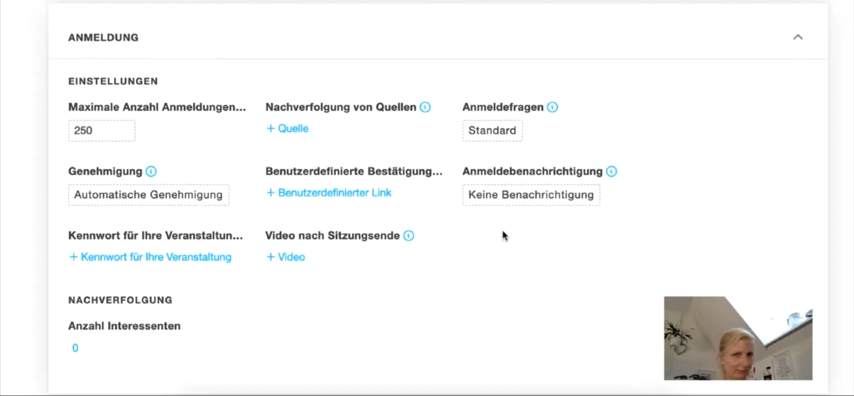 ANMELDUNG
EINSTELLUNGEN
Maximale Anzahl Anmeldungen... Nachverfolgung von Quellen Anmeldefragen
250 + Quelle Standard
Genehmigung Benutzerdefinierte Bestätigung... Anmeldebenachrichtigung
Automatische Genehmigung + Benutzerdefinierter Link Keine Benachrichtigung
Kennwort für Ihre Veranstaltun... Video nach Sitzungsende
+ Kennwort für Ihre Veranstaltung + Video
NACHVERFOLGUNG
Anzahl Interessenten
0